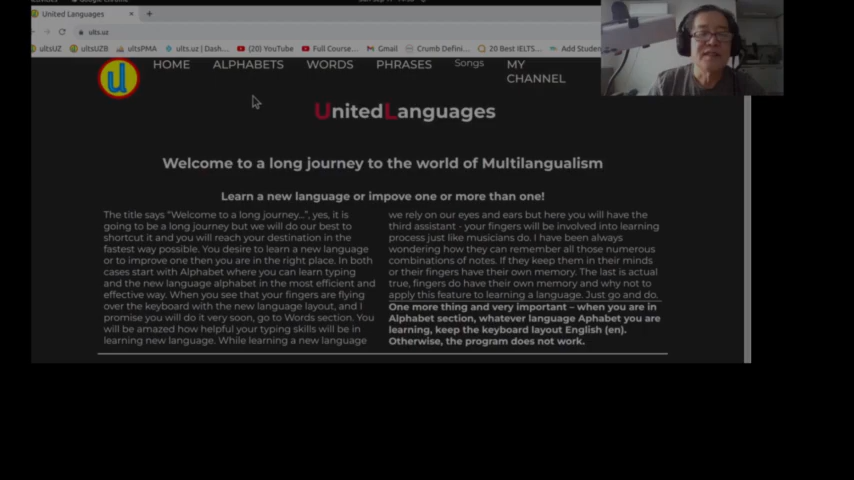 United Languages
ults.uz
ultsUZ ultsUZB ultsPMA ults.uz | Dash... (20) YouTube Full Course... Gmail Crumb Defini... 20 Best IELTS... Add Studen
HOME ALPHABETS WORDS PHRASES Songs MY CHANNEL
u
UnitedLanguages
Welcome to a long journey to the world of Multilangualism
Learn a new language or impove one or more than one!
The title says "Welcome to a long journey...", yes, it is
going to be a long journey but we will do our best to
shortcut it and you will reach your destination in the
fastest way possible. You desire to learn a new language
or to improve one then you are in the right place. In both
cases start with Alphabet where you can learn typing
and the new language alphabet in the most efficient and
effective way. When you see that your fingers are flying
over the keyboard with the new language layout, and I
promise you will do it very soon, go to Words section. You
will be amazed how helpful your typing skills will be in
learning new language. While learning a new language
we rely on our eyes and ears but here you will have the
third assistant - your fingers will be involved into learning
process just like musicians do. I have been always
wondering how they can remember all those numerous
combinations of notes. If they keep them in their minds
or their fingers have their own memory. The last is actual
true, fingers do have their own memory and why not to
apply this feature to learning a language. Just go and do.
One more thing and very important – when you are in
Alphabet section, whatever language Aphabet you are
learning, keep the keyboard layout English (en).
Otherwise, the program does not work.